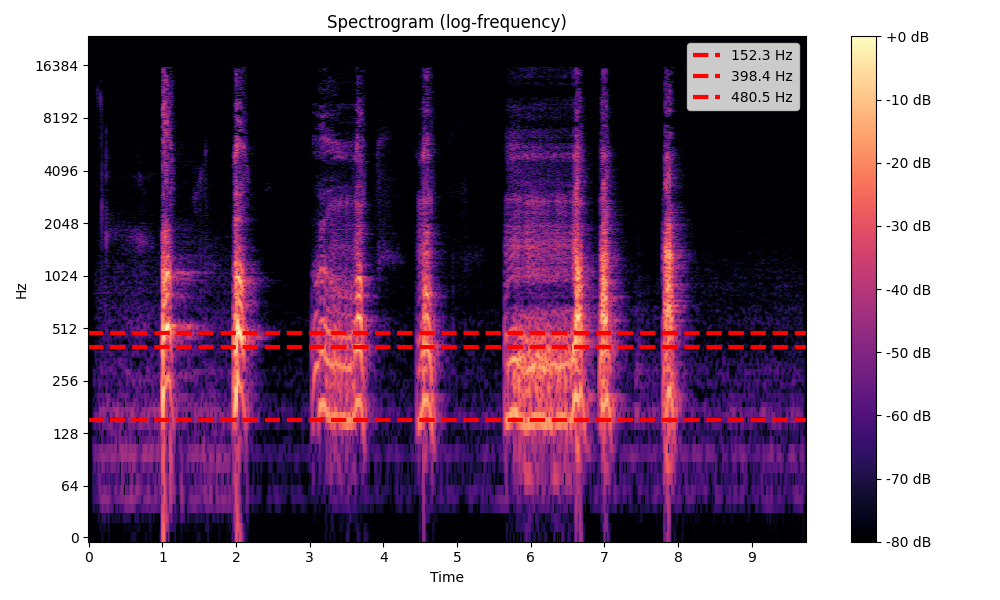 Spectrogram (log-frequency)
152.3 Hz
398.4 Hz
480.5 Hz
Hz
16384
8192
4096
2048
1024
512
256
128
64
0
0 1 2 3 4 5 6 7 8 9
Time
+0 dB
-10 dB
-20 dB
-30 dB
-40 dB
-50 dB
-60 dB
-70 dB
-80 dB